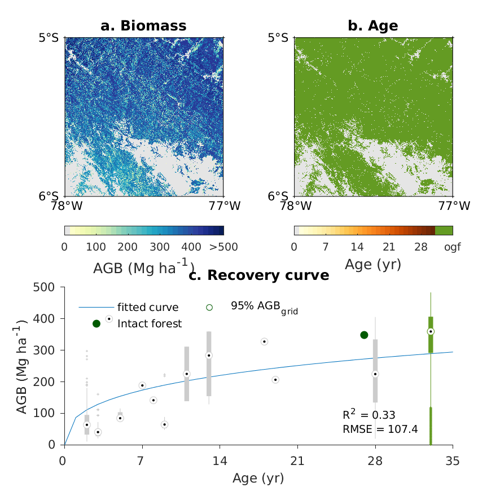 a. Biomass
b. Age
5°S
5°S
6°S
6°S
78°W 77°W
78°W 77°W
0 100 200 300 400 >500
0 7 14 21 28 ogf
AGB (Mg ha-1)
Age (yr)
c. Recovery curve
500
400
300
200
100
0
AGB (Mg ha-1)
fitted curve
Intact forest
95% AGBgrid
R2 = 0.33
RMSE = 107.4
0 7 14 21 28 35
Age (yr)